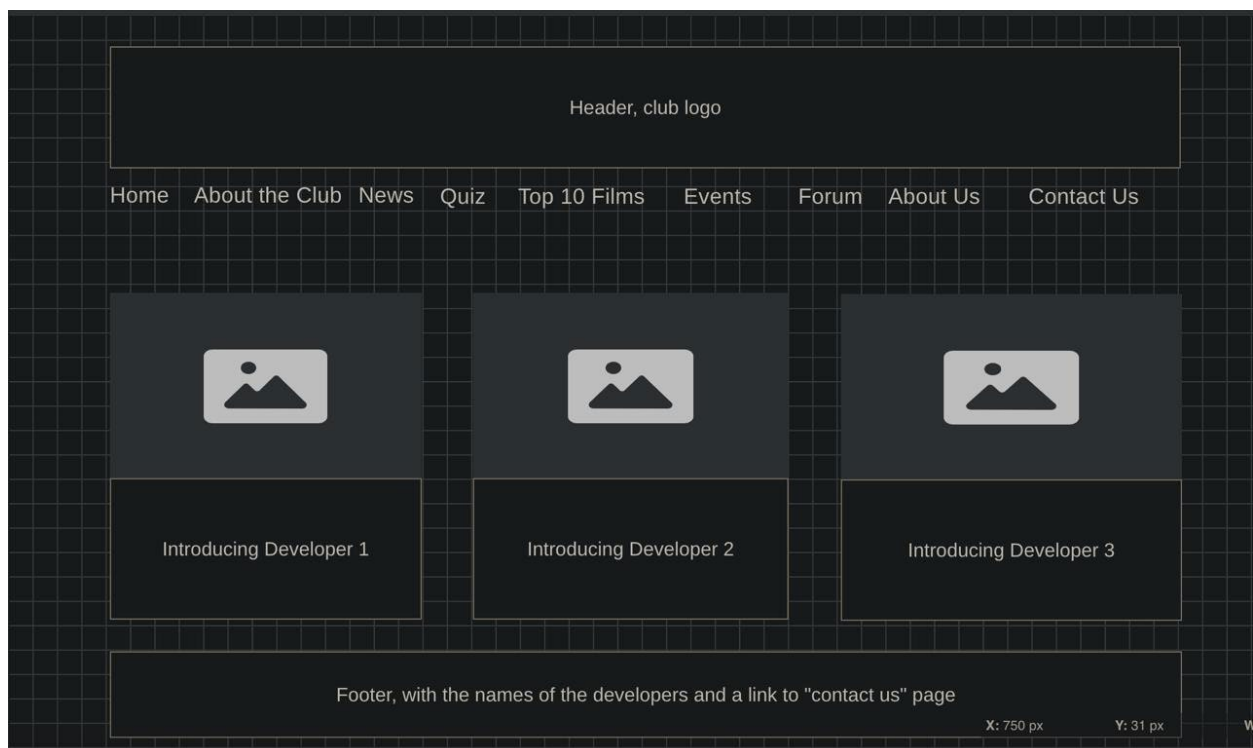 Header, club logo
Home About the Club News Quiz Top 10 Films Events Forum About Us Contact Us
Introducing Developer 1 Introducing Developer 2 Introducing Developer 3
Footer, with the names of the developers and a link to "contact us" page
X: 750 px Y: 31 px W